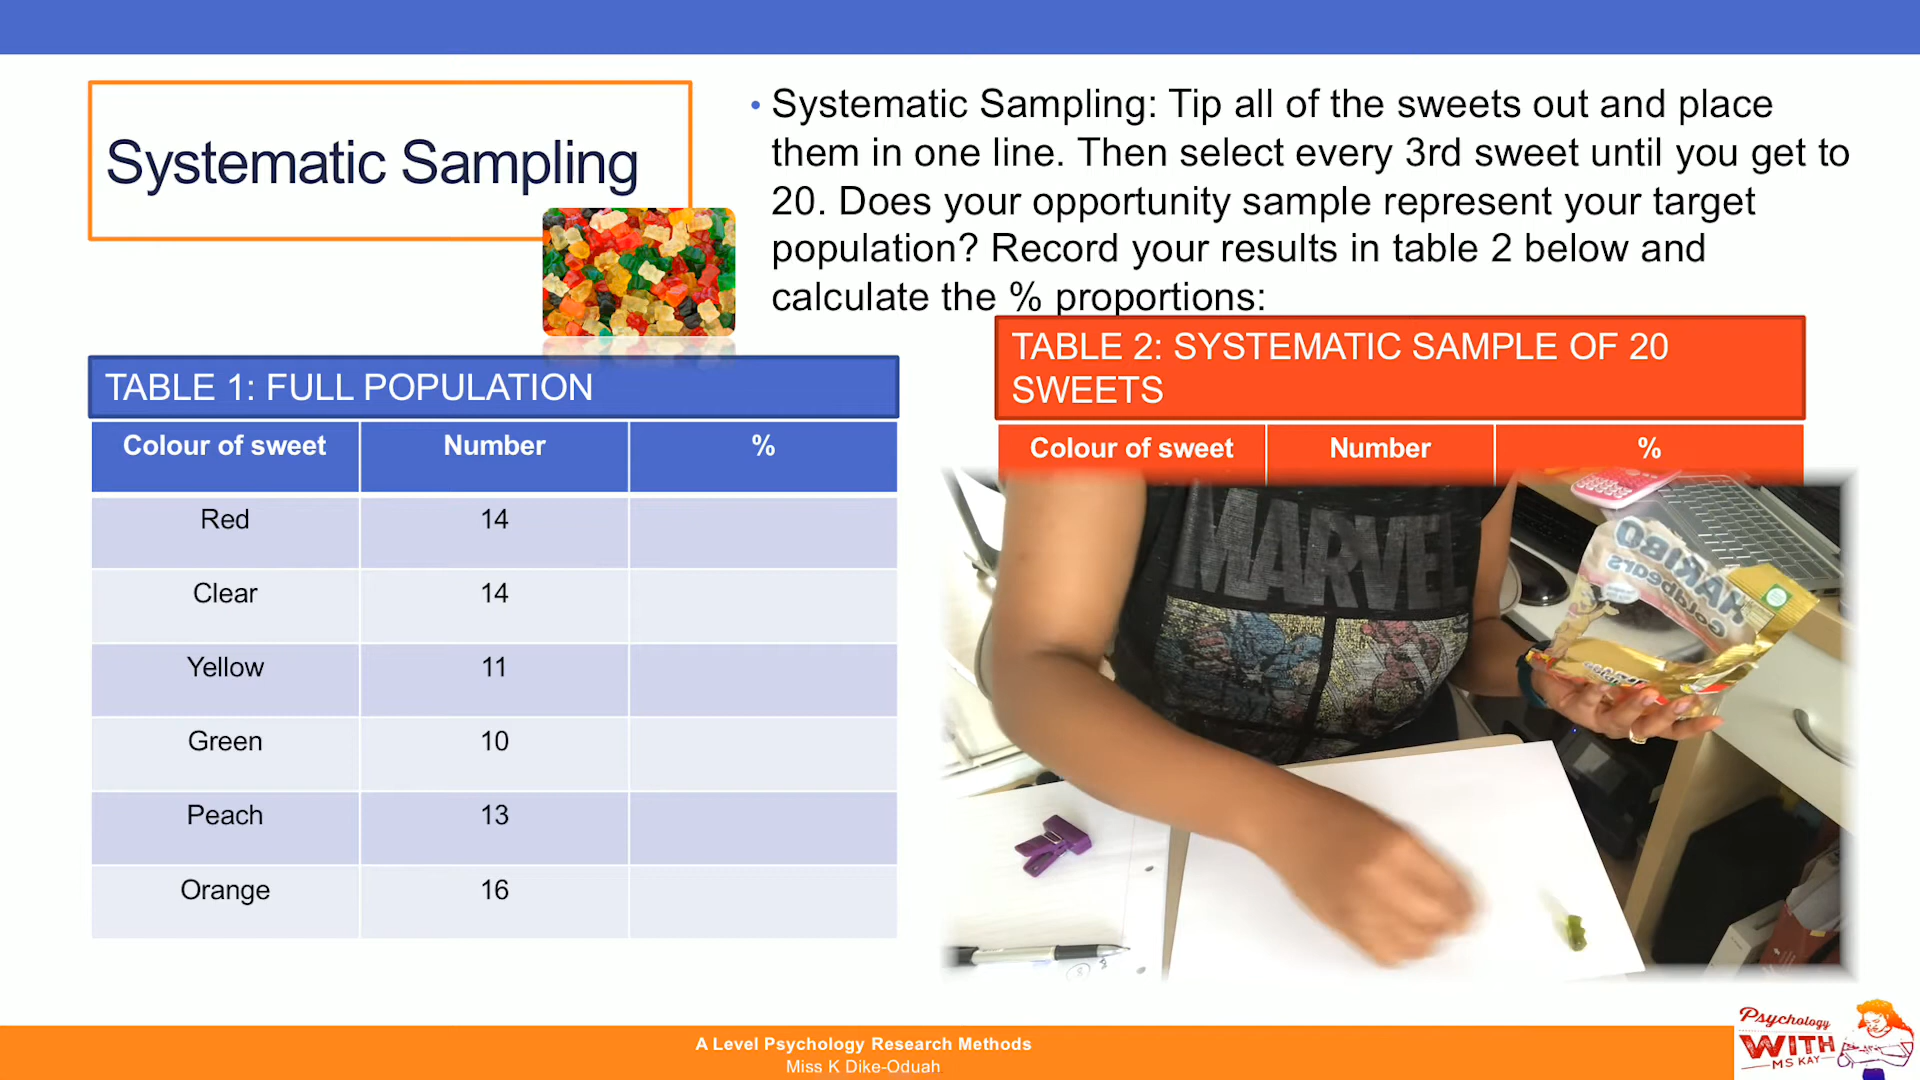 Systematic Sampling
• Systematic Sampling: Tip all of the sweets out and place
them in one line. Then select every 3rd sweet until you get to
20. Does your opportunity sample represent your target
population? Record your results in table 2 below and
calculate the % proportions:
TABLE 1: FULL POPULATION
Colour of sweet Number %
Red 14
Clear 14
Yellow 11
Green 10
Peach 13
Orange 16
TABLE 2: SYSTEMATIC SAMPLE OF 20
SWEETS
Colour of sweet Number %
MARVEL
HARIBO
Goldbears
A Level Psychology Research Methods
Miss K Dike-Oduah
Psychology
WITH
MS KAY